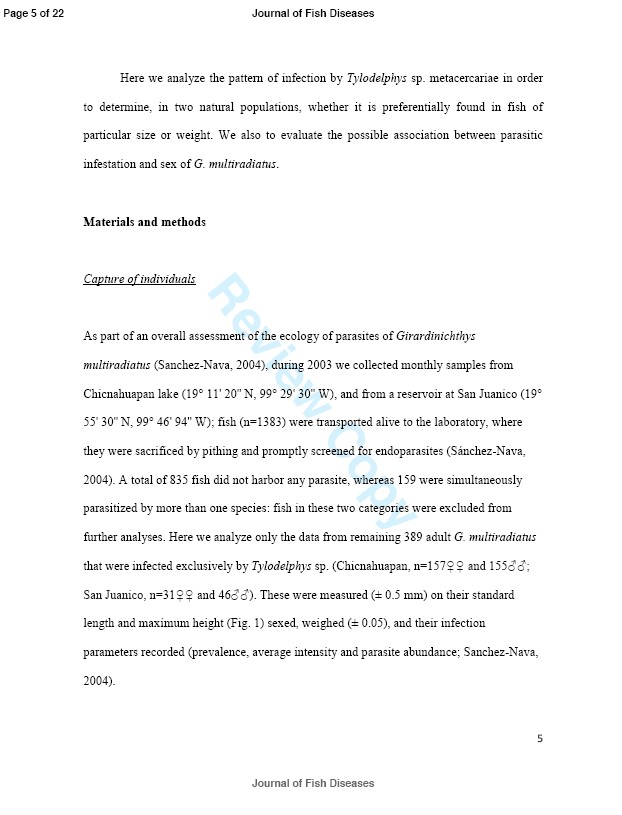 Page 5 of 22
Journal of Fish Diseases
Here we analyze the pattern of infection by Tylodelphys sp. metacercariae in order
to determine, in two natural populations, whether it is preferentially found in fish of
particular size or weight. We also to evaluate the possible association between parasitic
infestation and sex of G. multiradiatus.
Materials and methods
Capture of individuals
As part of an overall assessment of the ecology of parasites of Girardinichthys
multiradiatus (Sanchez-Nava, 2004), during 2003 we collected monthly samples from
Chicnahuapan lake (19° 11' 20" N, 99° 29' 30" W), and from a reservoir at San Juanico (19°
55' 30" N, 99° 46' 94" W); fish (n=1383) were transported alive to the laboratory, where
they were sacrificed by pithing and promptly screened for endoparasites (Sánchez-Nava,
2004). A total of 835 fish did not harbor any parasite, whereas 159 were simultaneously
parasitized by more than one species: fish in these two categories were excluded from
further analyses. Here we analyze only the data from remaining 389 adult G. multiradiatus
that were infected exclusively by Tylodelphys sp. (Chicnahuapan, n=157♀♀ and 155♂♂;
San Juanico, n=31♀♀ and 46♂♂). These were measured (± 0.5 mm) on their standard
length and maximum height (Fig. 1) sexed, weighed (± 0.05), and their infection
parameters recorded (prevalence, average intensity and parasite abundance; Sanchez-Nava,
2004).
Review Copy
5
Journal of Fish Diseases